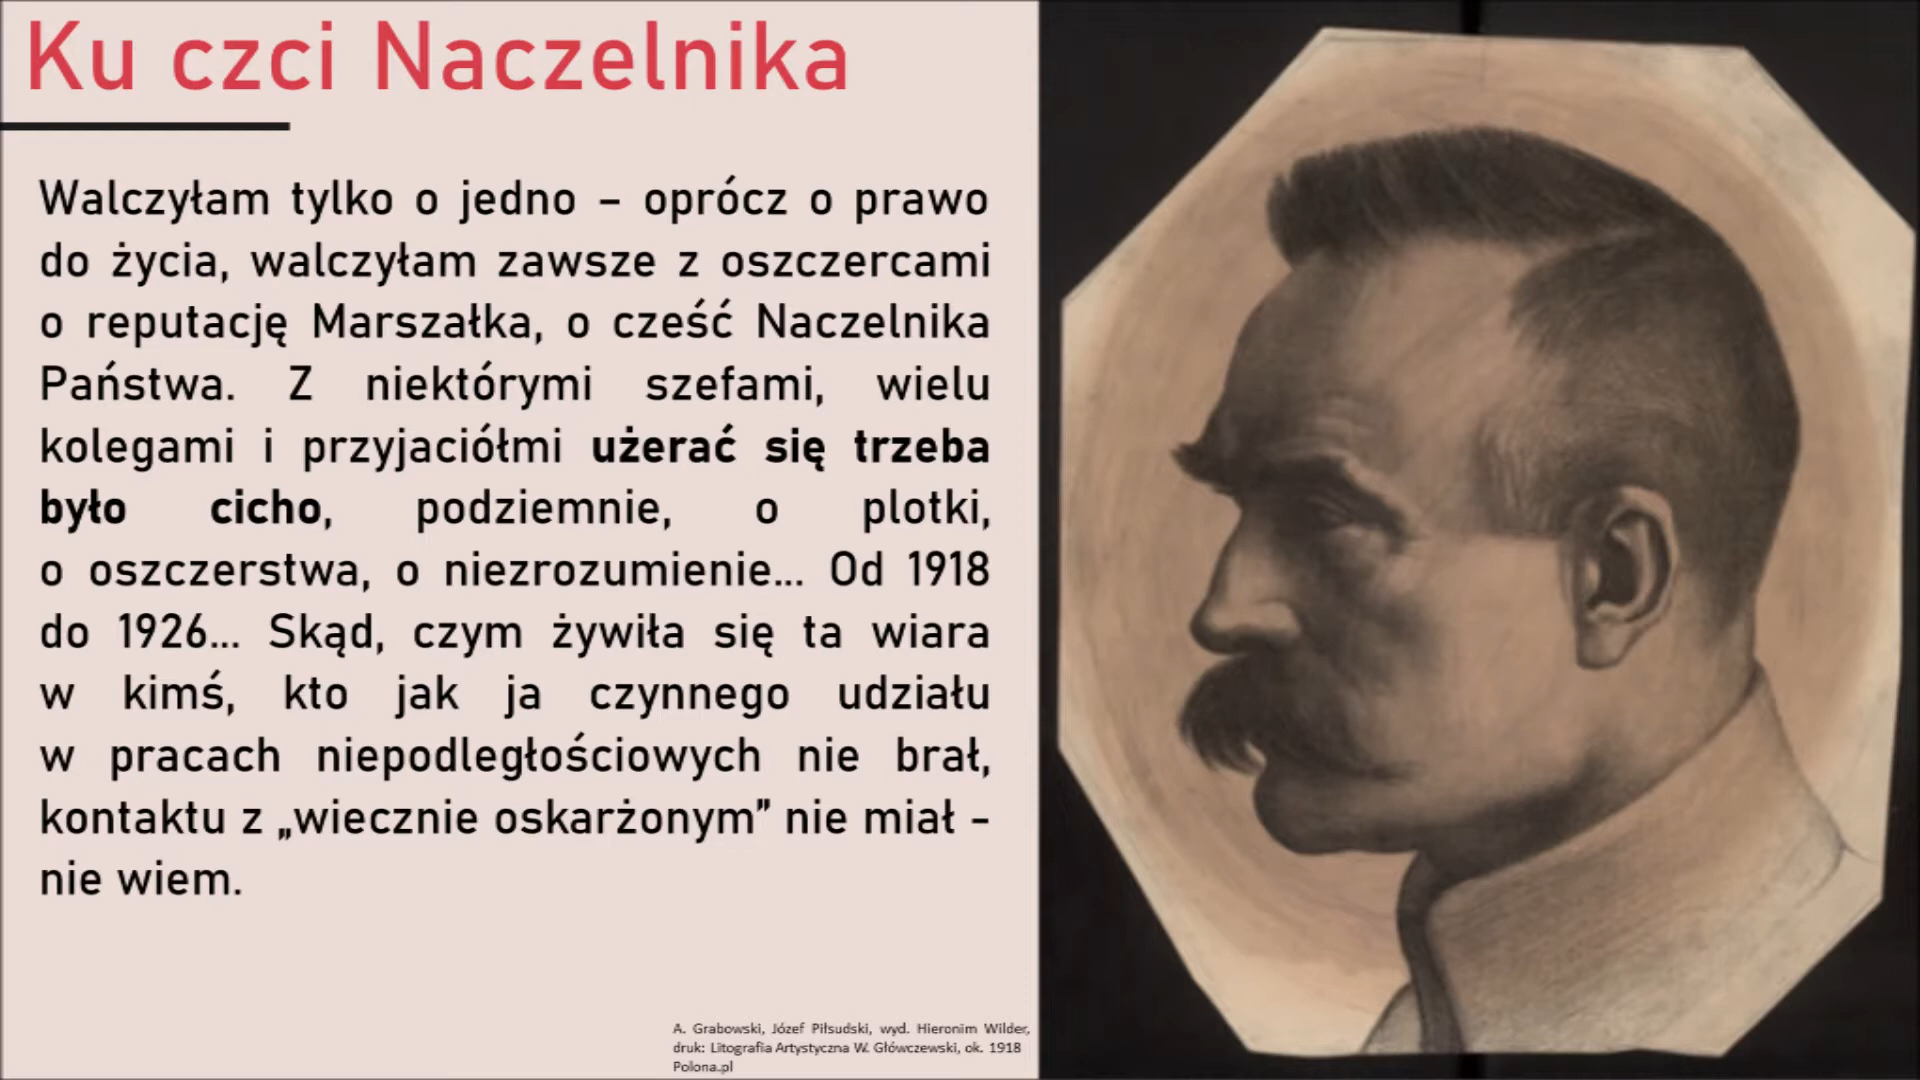 Ku czci Naczelnika
Walczyłam tylko o jedno – oprócz o prawo
do życia, walczyłam zawsze z oszczercami
o reputację Marszałka, o cześć Naczelnika
Państwa. Z niektórymi szefami, wielu
kolegami i przyjaciółmi użerać się trzeba
było cicho, podziemnie, o plotki,
o oszczerstwa, o niezrozumienie... Od 1918
do 1926... Skąd, czym żywiła się ta wiara
w kimś, kto jak ja czynnego udziału
w pracach niepodległościowych nie brał,
kontaktu z „wiecznie oskarżonym” nie miał –
nie wiem.
A. Grabowski, Józef Piłsudski, wyd. Hieronim Wilder,
druk: Litografia Artystyczna W. Główczewski, ok. 1918
Polona.pl